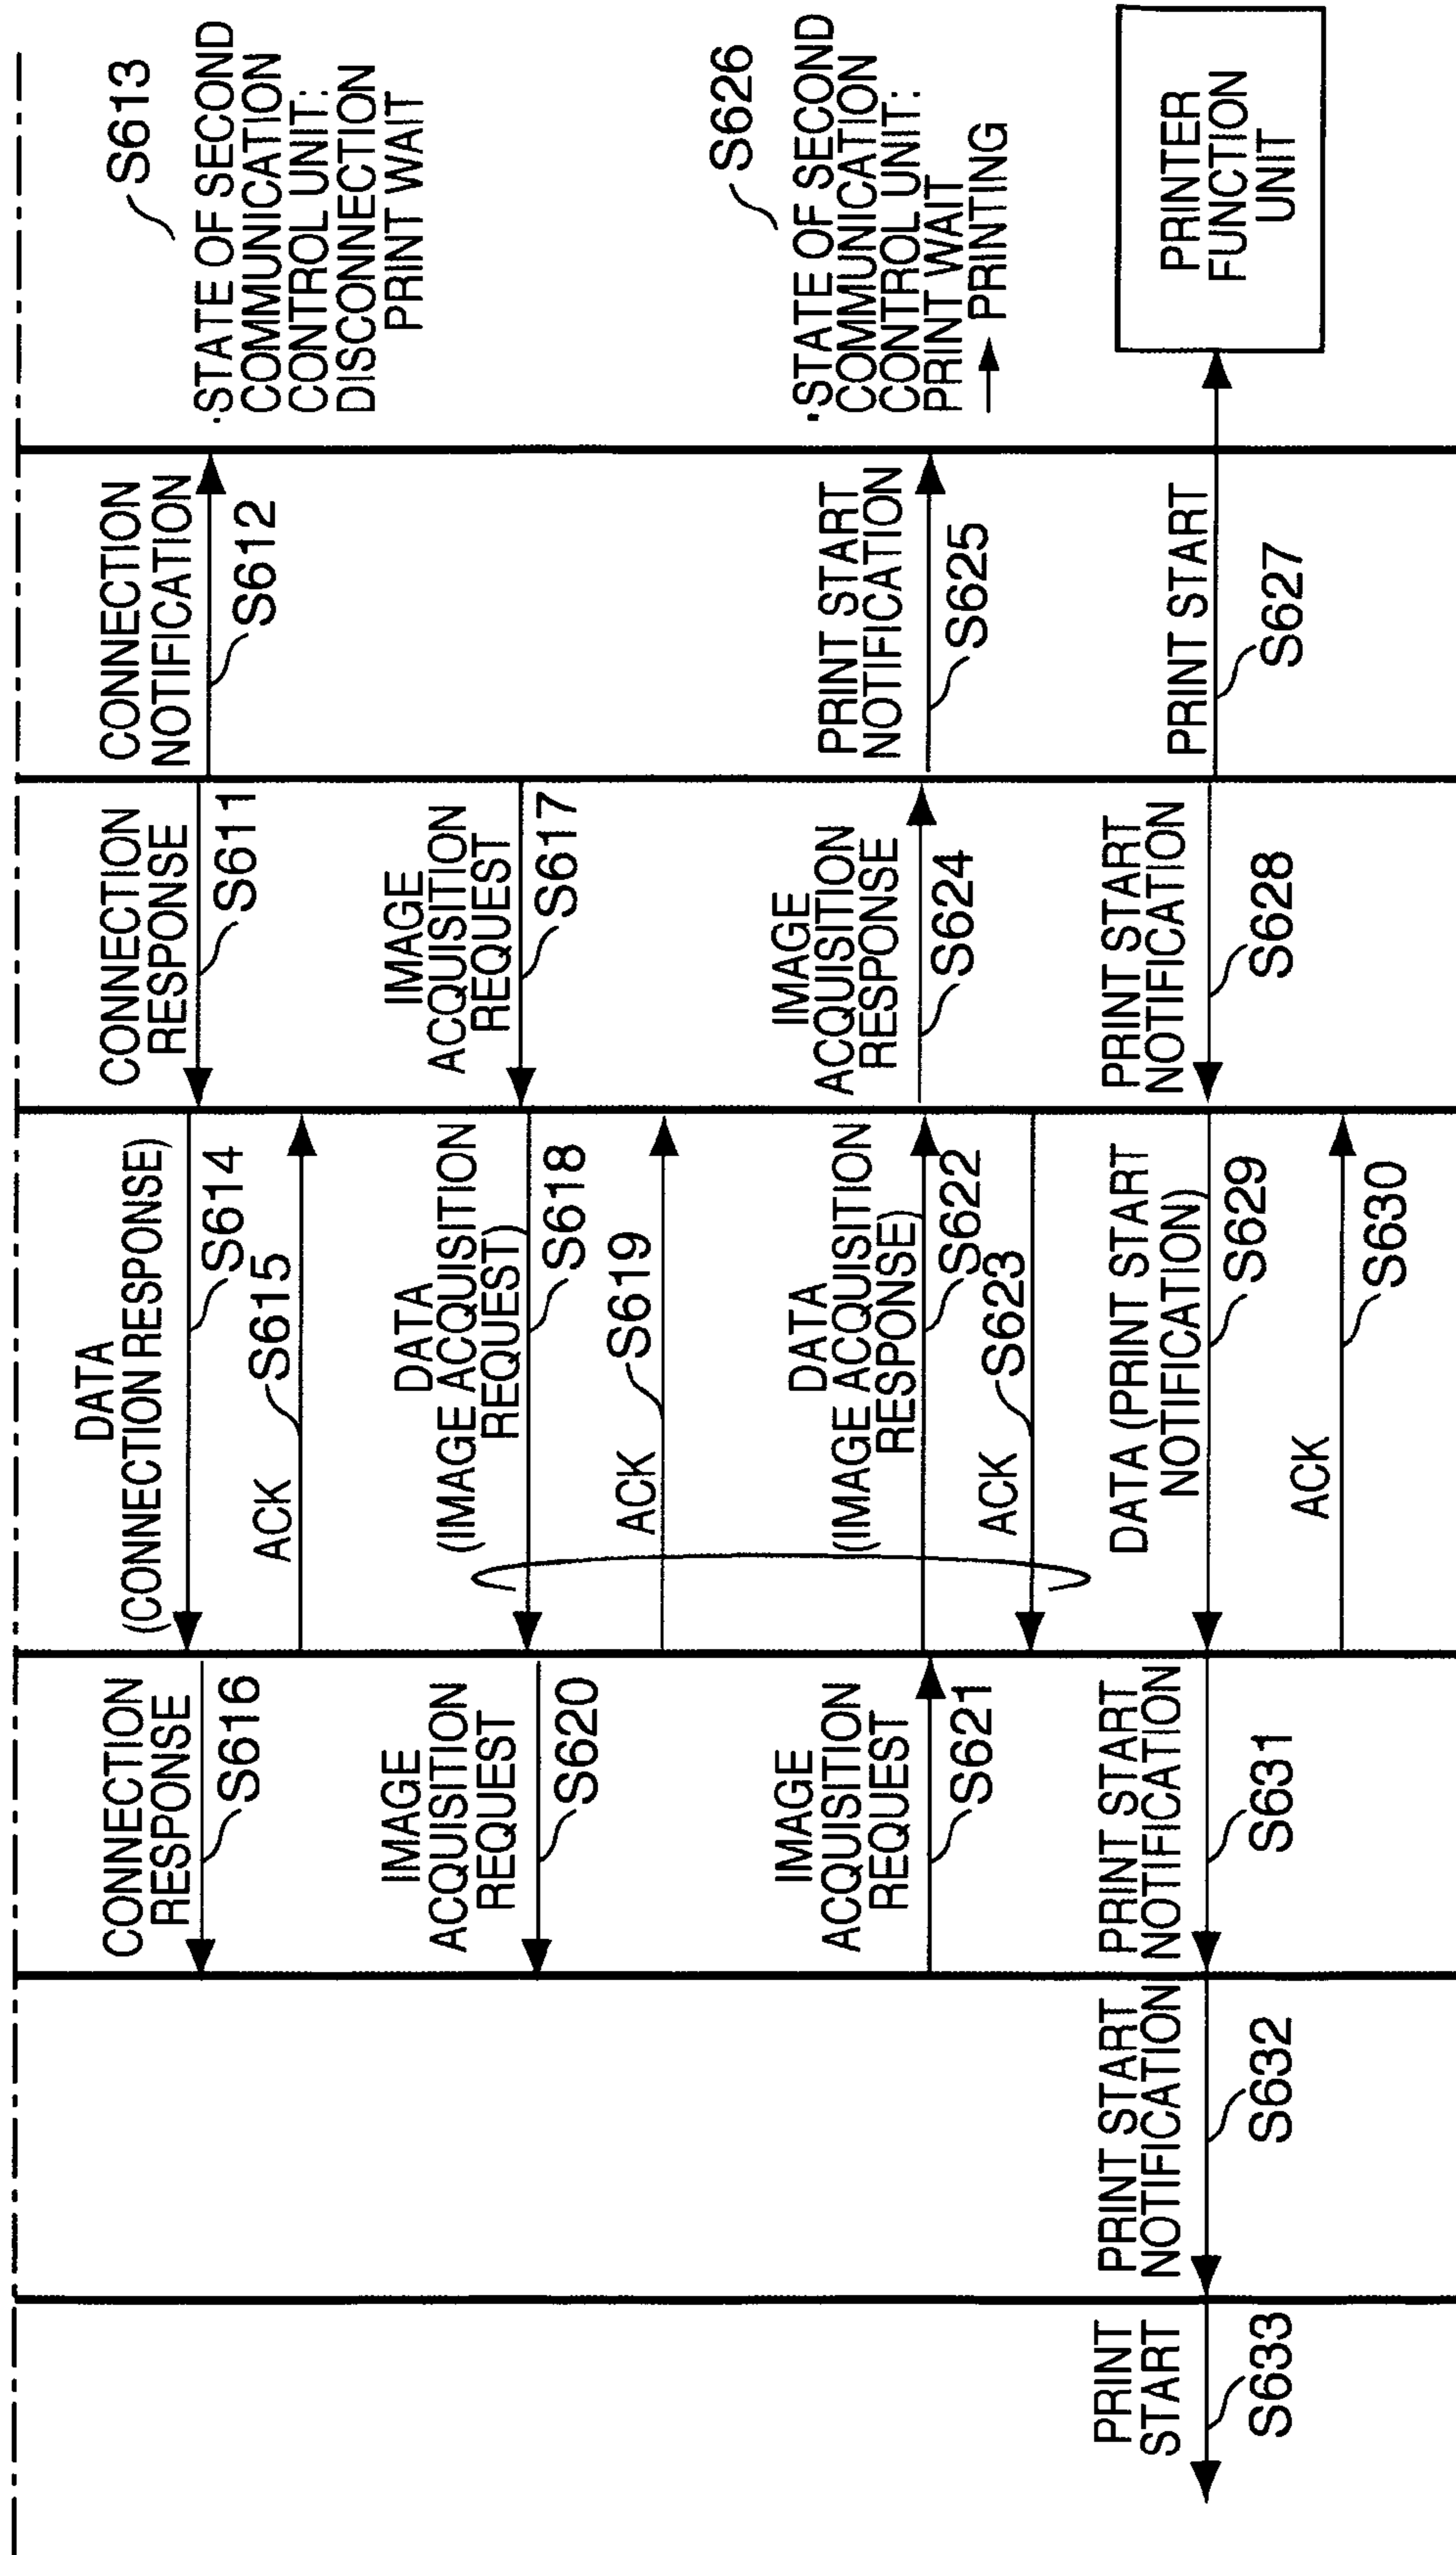 CONNECTION
RESPONSE
S616
DATA
(CONNECTION RESPONSE)
S614
ACK
S615
CONNECTION
RESPONSE
S611
CONNECTION
NOTIFICATION
S612
S613
·STATE OF SECOND
COMMUNICATION
CONTROL UNIT:
DISCONNECTION
PRINT WAIT
IMAGE
ACQUISITION
REQUEST
S620
DATA
(IMAGE ACQUISITION
REQUEST)
S618
ACK
S619
IMAGE
ACQUISITION
REQUEST
S617
IMAGE
ACQUISITION
REQUEST
S621
DATA
(IMAGE ACQUISITION
RESPONSE)
S622
ACK
S623
IMAGE
ACQUISITION
RESPONSE
S624
PRINT START
NOTIFICATION
S625
S626
·STATE OF SECOND
COMMUNICATION
CONTROL UNIT:
PRINT WAIT
→ PRINTING
PRINT
START
S633
PRINT START
NOTIFICATION
S632
PRINT START
NOTIFICATION
S631
DATA (PRINT START
NOTIFICATION)
S629
ACK
S630
PRINT START
NOTIFICATION
S628
PRINT START
S627
PRINTER
FUNCTION
UNIT